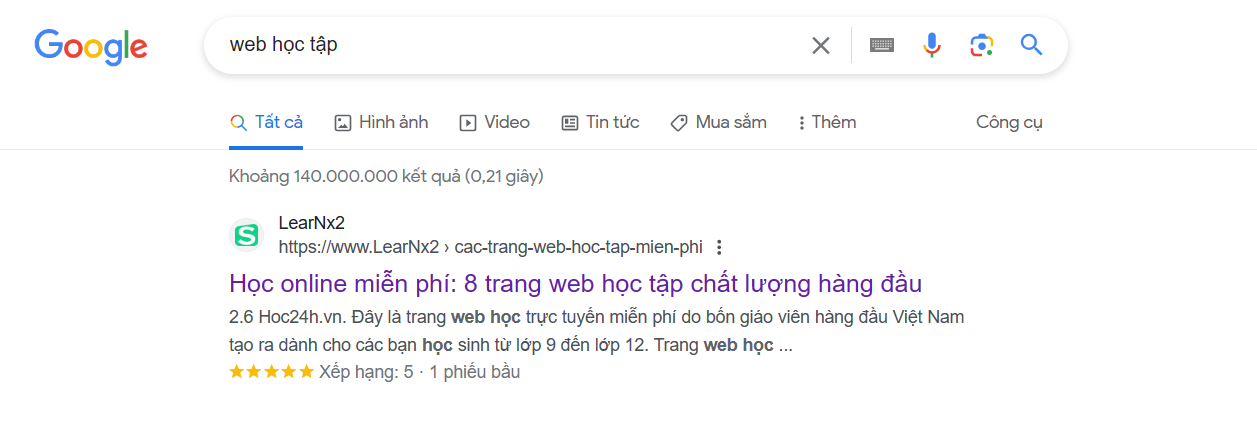 Google
web học tập
Tất cả Hình ảnh Video Tin tức Mua sắm Thêm Công cụ
Khoảng 140.000.000 kết quả (0,21 giây)
LearNx2
https://www.LearNx2 › cac-trang-web-hoc-tap-mien-phi
Học online miễn phí: 8 trang web học tập chất lượng hàng đầu
2.6 Hoc24h.vn. Đây là trang web học trực tuyến miễn phí do bốn giáo viên hàng đầu Việt Nam
tạo ra dành cho các bạn học sinh từ lớp 9 đến lớp 12. Trang web học ...
Xếp hạng: 5 · 1 phiếu bầu